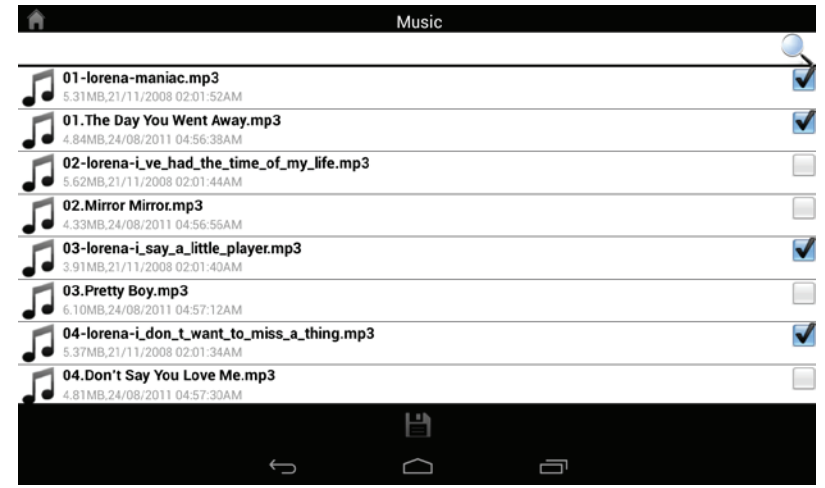 Music
01-lorena-maniac.mp3
5.31MB,21/11/2008 02:01:52AM
01.The Day You Went Away.mp3
4.84MB,24/08/2011 04:56:38AM
02-lorena-i_ve_had_the_time_of_my_life.mp3
5.62MB,21/11/2008 02:01:44AM
02.Mirror Mirror.mp3
4.33MB,24/08/2011 04:56:56AM
03-lorena-i_say_a_little_player.mp3
3.91MB,21/11/2008 02:01:40AM
03.Pretty Boy.mp3
6.10MB,24/08/2011 04:57:12AM
04-lorena-i_don_t_want_to_miss_a_thing.mp3
5.37MB,21/11/2008 02:01:34AM
04.Don't Say You Love Me.mp3
4.81MB,24/08/2011 04:57:30AM